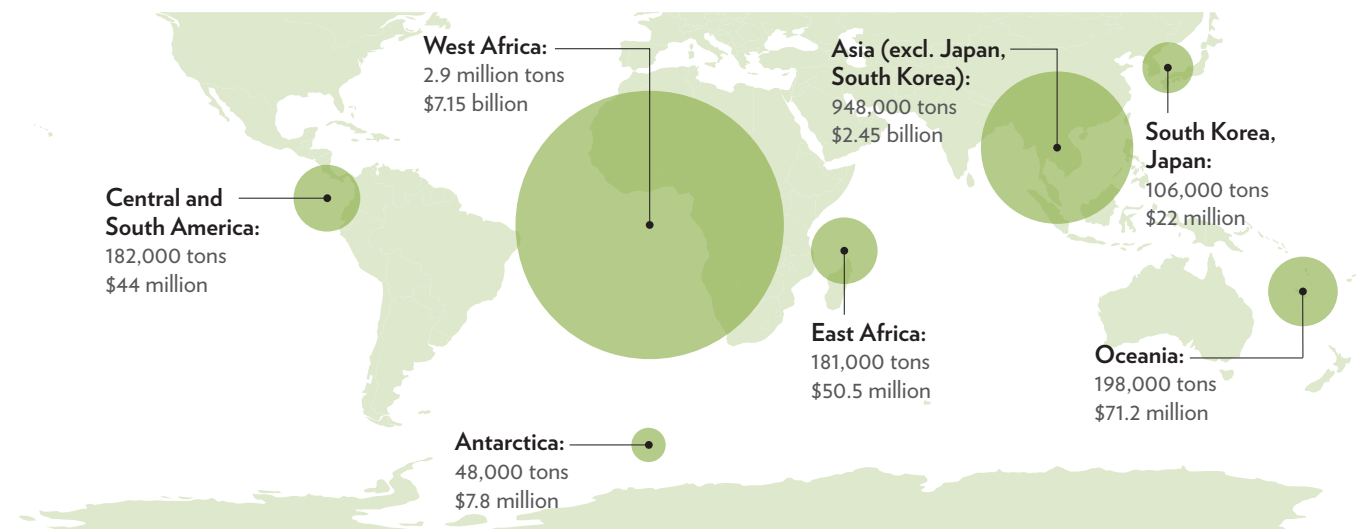 West Africa:
2.9 million tons
$7.15 billion
Asia (excl. Japan,
South Korea):
948,000 tons
$2.45 billion
South Korea,
Japan:
106,000 tons
$22 million
Central and
South America:
182,000 tons
$44 million
East Africa:
181,000 tons
$50.5 million
Oceania:
198,000 tons
$71.2 million
Antarctica:
48,000 tons
$7.8 million